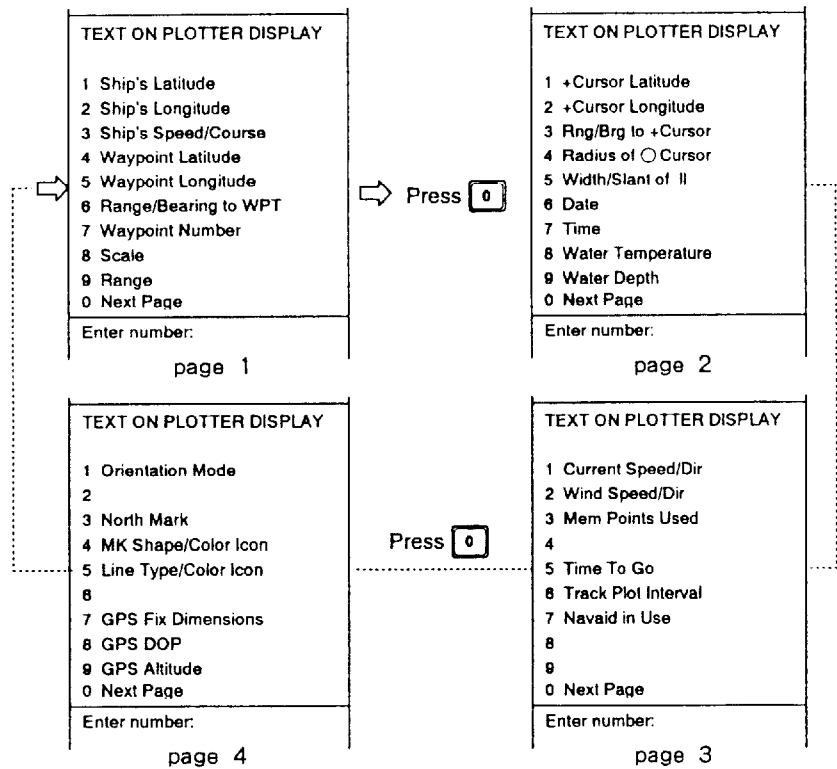 TEXT ON PLOTTER DISPLAY
1 Ship's Latitude
2 Ship's Longitude
3 Ship's Speed/Course
4 Waypoint Latitude
5 Waypoint Longitude
6 Range/Bearing to WPT
7 Waypoint Number
8 Scale
9 Range
0 Next Page
Enter number:
page 1
Press 0
TEXT ON PLOTTER DISPLAY
1 +Cursor Latitude
2 +Cursor Longitude
3 Rng/Brg to +Cursor
4 Radius of ○ Cursor
5 Width/Slant of II
6 Date
7 Time
8 Water Temperature
9 Water Depth
0 Next Page
Enter number:
page 2
TEXT ON PLOTTER DISPLAY
1 Orientation Mode
2
3 North Mark
4 MK Shape/Color Icon
5 Line Type/Color Icon
6
7 GPS Fix Dimensions
8 GPS DOP
9 GPS Altitude
0 Next Page
Enter number:
page 4
Press 0
TEXT ON PLOTTER DISPLAY
1 Current Speed/Dir
2 Wind Speed/Dir
3 Mem Points Used
4
5 Time To Go
6 Track Plot Interval
7 Navaid in Use
8
9
0 Next Page
Enter number:
page 3